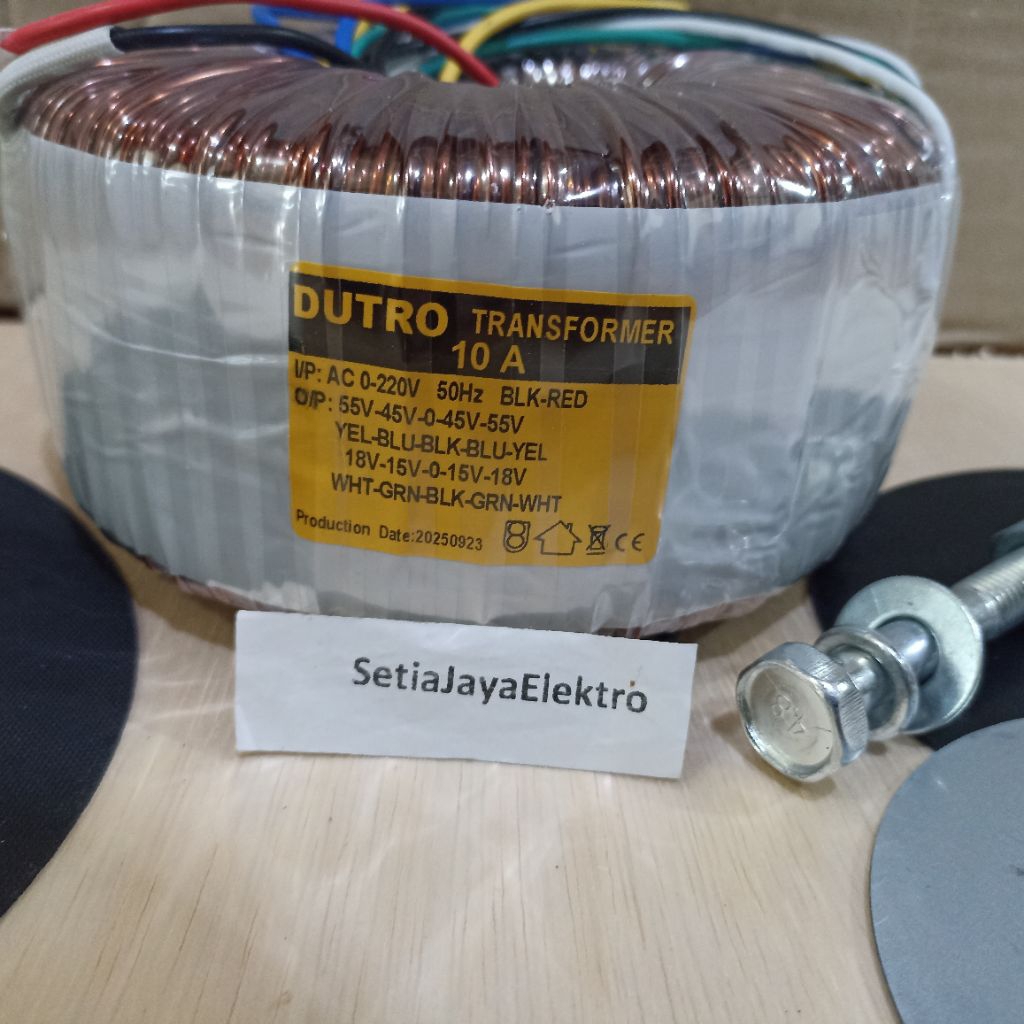 DUTRO TRANSFORMER
10 A
I/P: AC 0-220V 50Hz BLK-RED
O/P: 55V-45V-0-45V-55V
YEL-BLU-BLK-BLU-YEL
18V-15V-0-15V-18V
WHT-GRN-BLK-GRN-WHT
Production Date:20250923
CE
SetiaJayaElektro